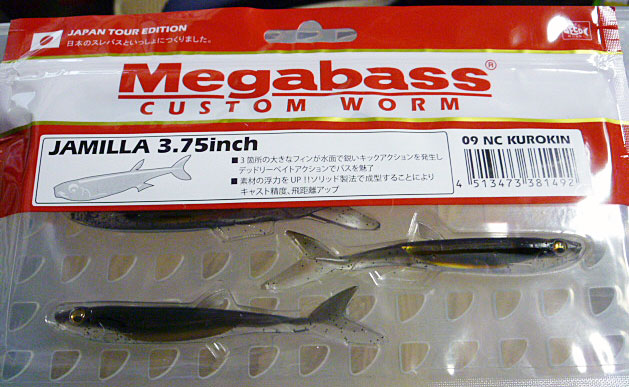 JAPAN TOUR EDITION
日本のスレバスといっしょにつくりました。
Megabass®
CUSTOM WORM
JAMILLA 3.75inch
■3箇所の大きなフィンが水面で鋭いキックアクションを発生し
デッドリーベイトアクションでバスを魅了
■素材の浮力をUP!!ソリッド製法で成型することにより
キャスト精度、飛距離アップ
09 NC KUROKIN
4 513473 381492